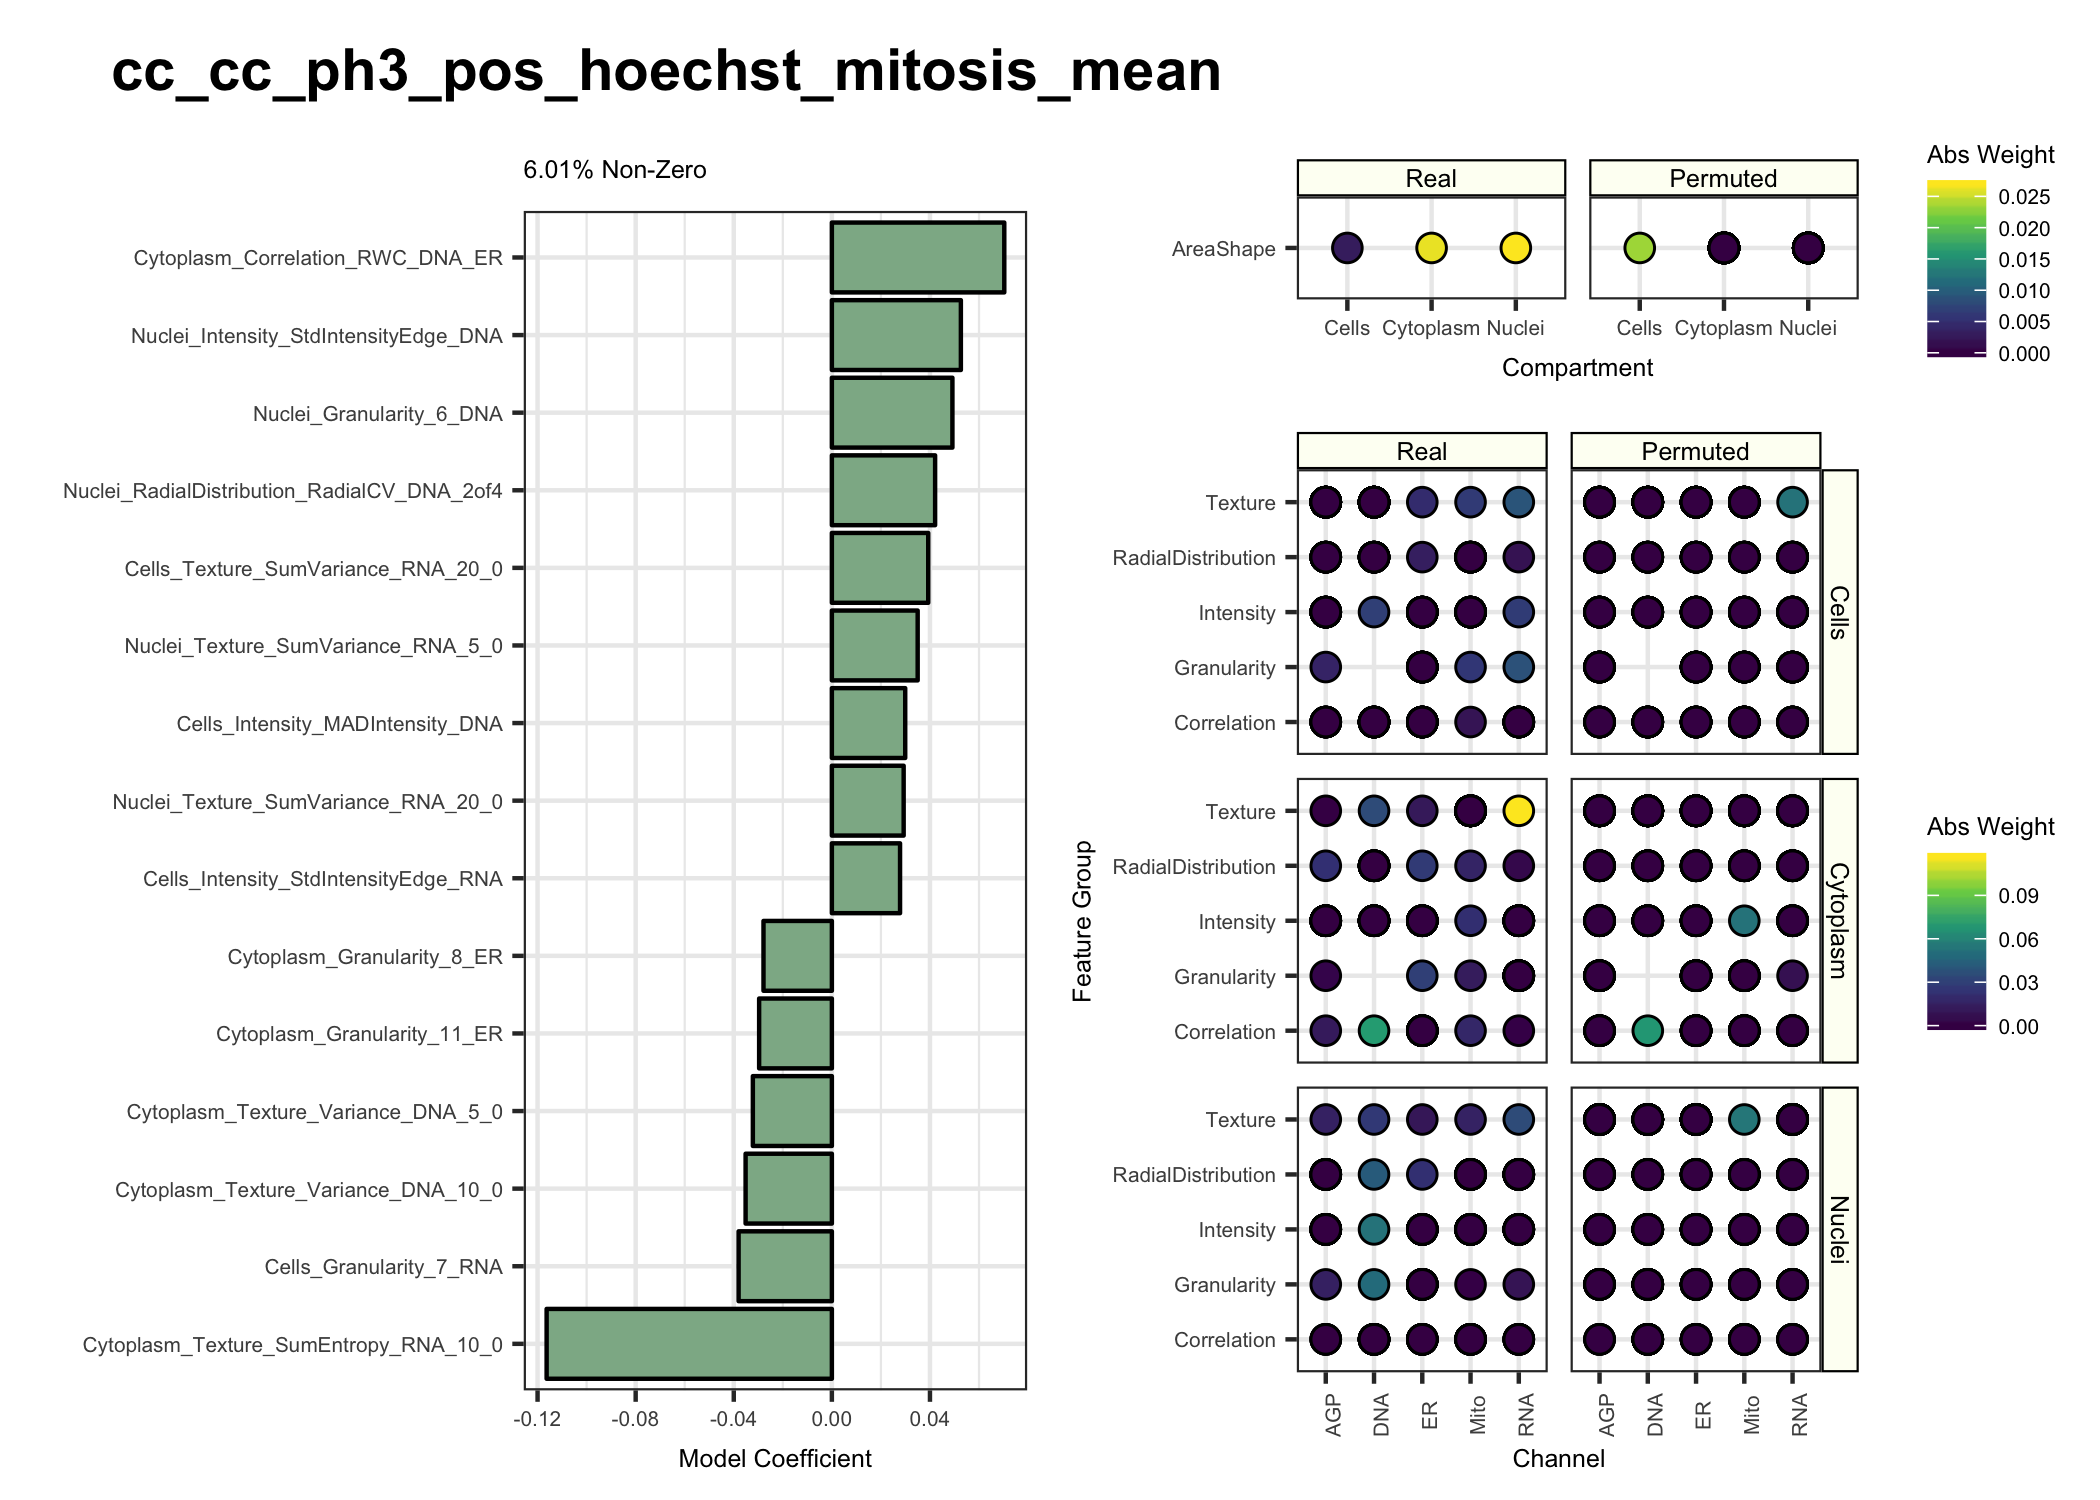 cc_cc_ph3_pos_hoechst_mitosis_mean
6.01% Non-Zero
Cytoplasm_Correlation_RWC_DNA_ER
Nuclei_Intensity_StdIntensityEdge_DNA
Nuclei_Granularity_6_DNA
Nuclei_RadialDistribution_RadialCV_DNA_2of4
Cells_Texture_SumVariance_RNA_20_0
Nuclei_Texture_SumVariance_RNA_5_0
Cells_Intensity_MADIntensity_DNA
Nuclei_Texture_SumVariance_RNA_20_0
Cells_Intensity_StdIntensityEdge_RNA
Cytoplasm_Granularity_8_ER
Cytoplasm_Granularity_11_ER
Cytoplasm_Texture_Variance_DNA_5_0
Cytoplasm_Texture_Variance_DNA_10_0
Cells_Granularity_7_RNA
Cytoplasm_Texture_SumEntropy_RNA_10_0
-0.12 -0.08 -0.04 0.00 0.04
Model Coefficient
Real Permuted
AreaShape
Cells Cytoplasm Nuclei Cells Cytoplasm Nuclei
Compartment
Abs Weight
0.025
0.020
0.015
0.010
0.005
0.000
Feature Group
Real Permuted
Texture
RadialDistribution
Intensity
Granularity
Correlation
Cells
Texture
RadialDistribution
Intensity
Granularity
Correlation
Cytoplasm
Texture
RadialDistribution
Intensity
Granularity
Correlation
Nuclei
AGP DNA ER Mito RNA AGP DNA ER Mito RNA
Channel
Abs Weight
0.09
0.06
0.03
0.00